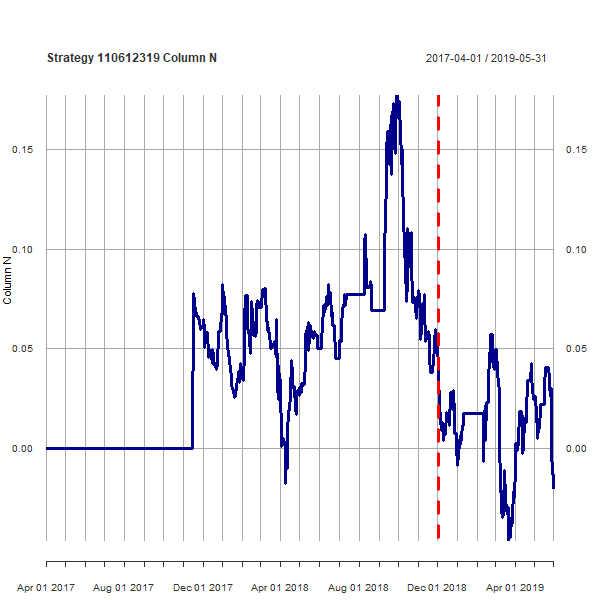 Strategy 110612319 Column N
2017-04-01 / 2019-05-31
0.15
0.15
0.10
0.10
Column N
0.05
0.05
0.00
0.00
Apr 01 2017
Aug 01 2017
Dec 01 2017
Apr 01 2018
Aug 01 2018
Dec 01 2018
Apr 01 2019